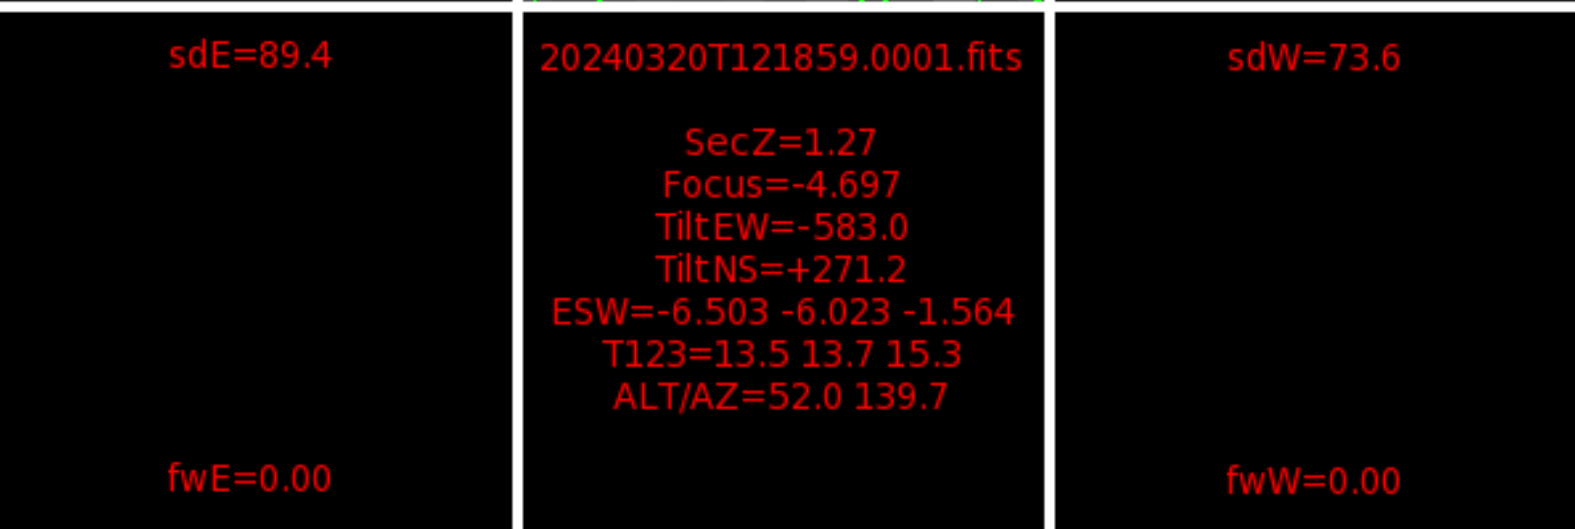 sdE=89.4
20240320T121859.0001.fits
sdW=73.6
SecZ=1.27
Focus=-4.697
TiltEW=-583.0
TiltNS=+271.2
ESW=-6.503 -6.023 -1.564
T123=13.5 13.7 15.3
ALT/AZ=52.0 139.7
fwE=0.00
fwW=0.00